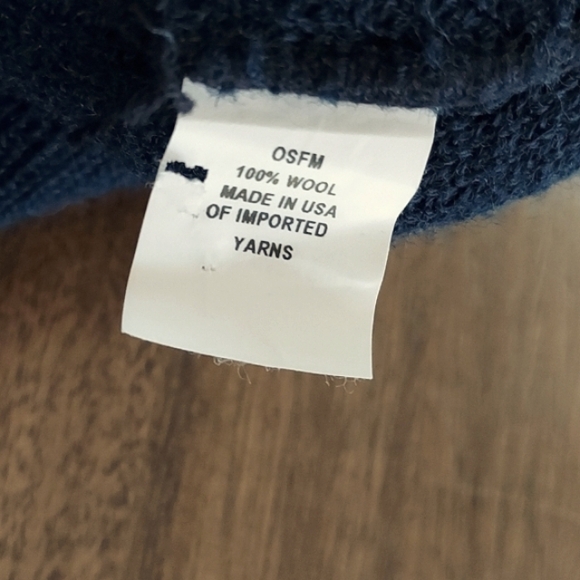 OSFM
100% WOOL
MADE IN USA
OF IMPORTED
YARNS